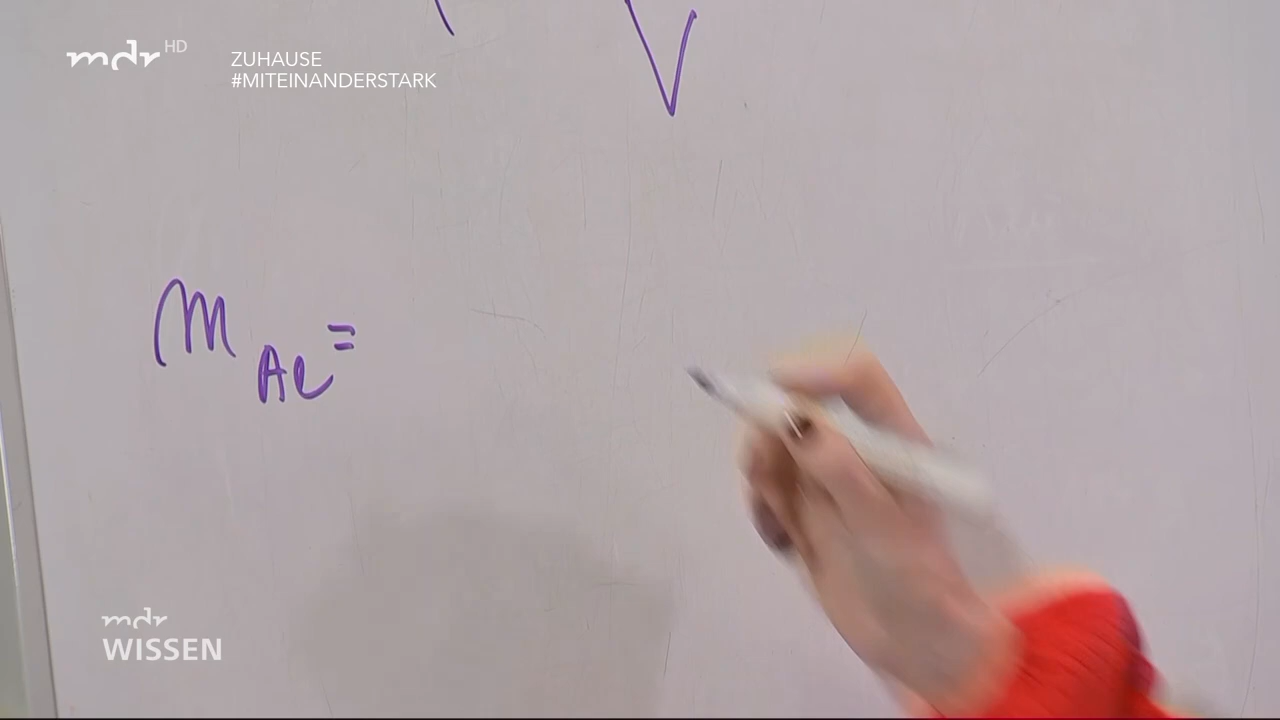 mdr HD
ZUHAUSE
#MITEINANDERSTARK
V
m Al =
mdr
WISSEN